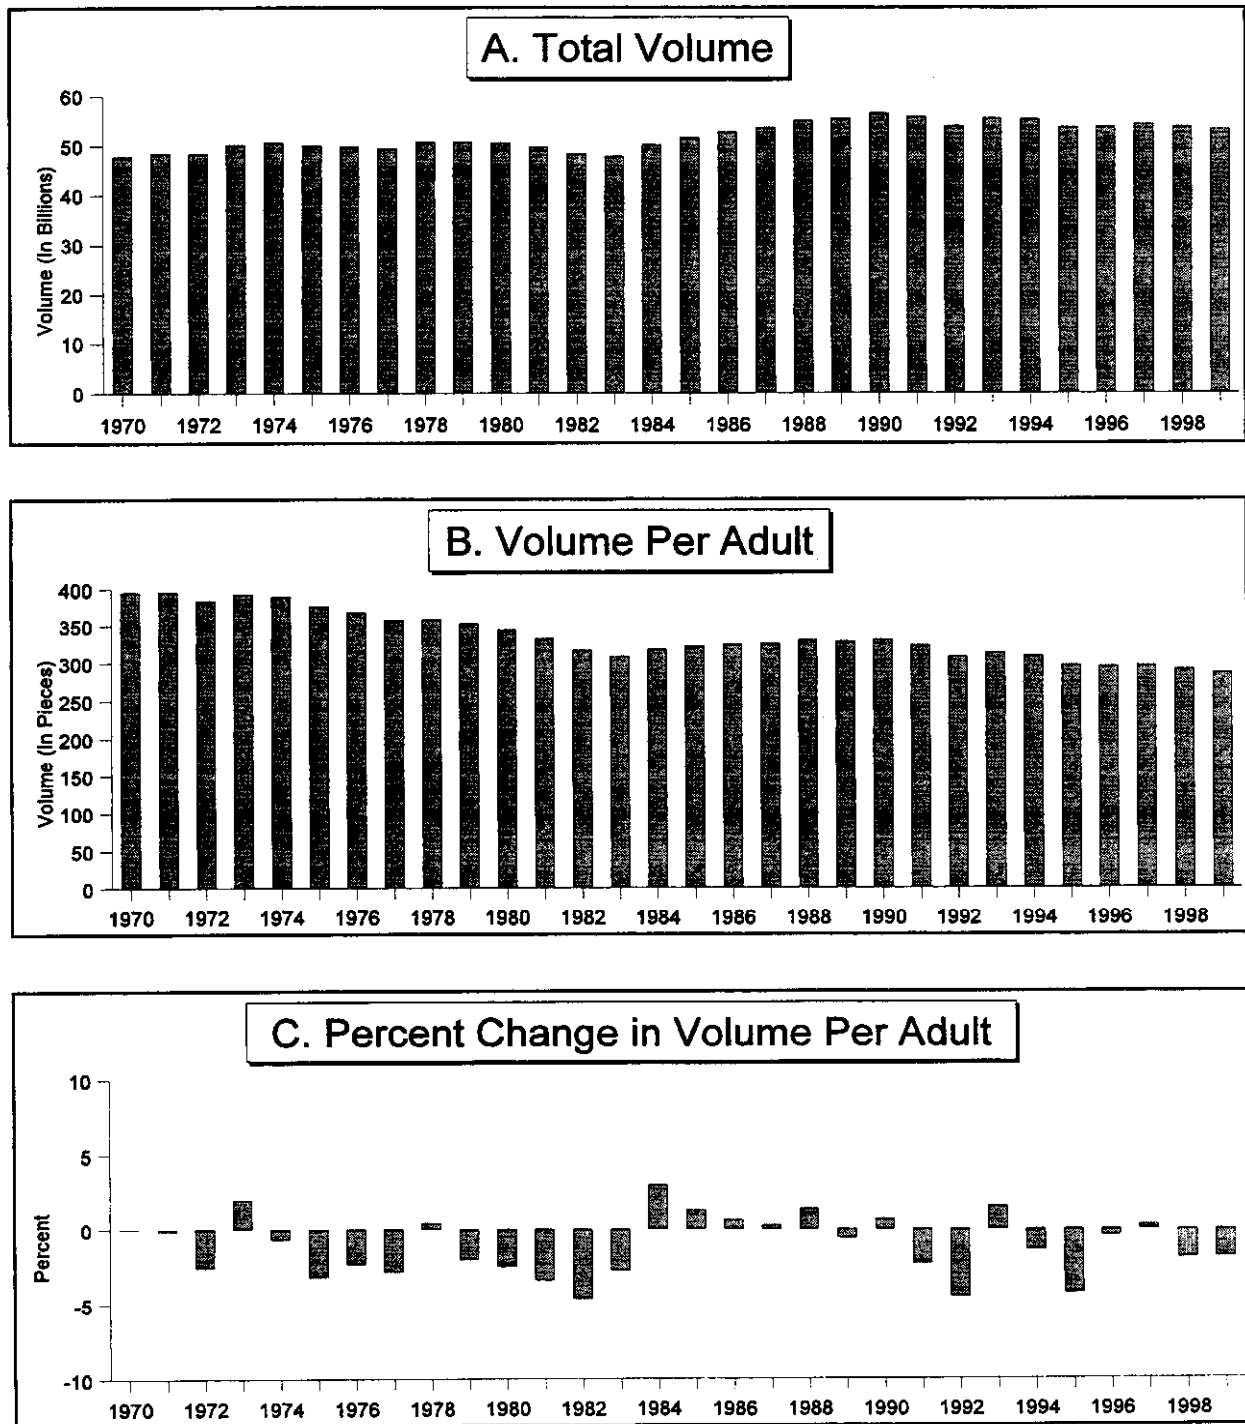 A. Total Volume
Volume (In Billions)
60
50
40
30
20
10
0
1970 1972 1974 1976 1978 1980 1982 1984 1986 1988 1990 1992 1994 1996 1998
B. Volume Per Adult
Volume (In Pieces)
400
350
300
250
200
150
100
50
0
1970 1972 1974 1976 1978 1980 1982 1984 1986 1988 1990 1992 1994 1996 1998
C. Percent Change in Volume Per Adult
Percent
10
5
0
-5
-10
1970 1972 1974 1976 1978 1980 1982 1984 1986 1988 1990 1992 1994 1996 1998